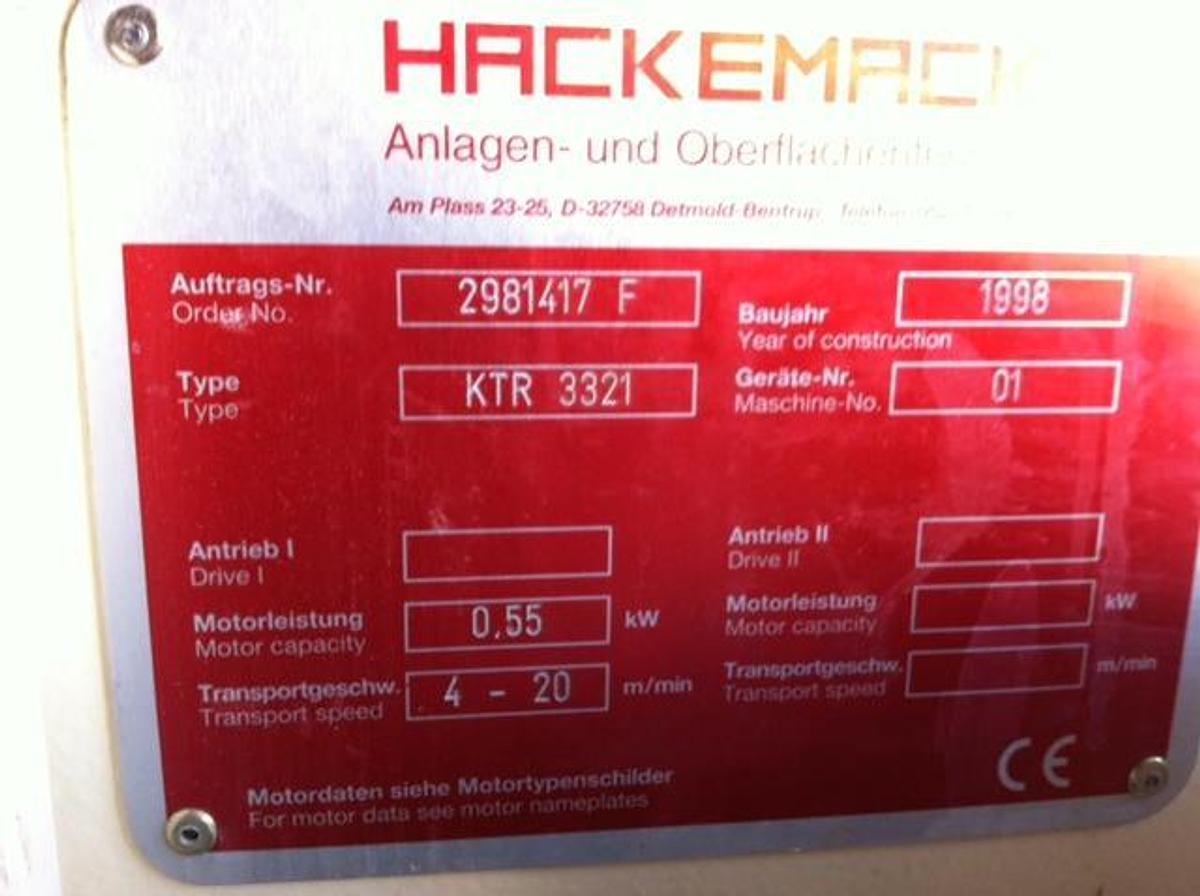 HACKEMACK
Anlagen- und
Am Plass 23-25, D-32758 Detmold-Bentrup,
Auftrags-Nr. 2981417 F
Order No.
Baujahr 1998
Year of construction
Type KTR 3321
Type
Geräte-Nr. 01
Maschine-No.
Antrieb I
Drive I
Antrieb II
Drive II
Motorleistung 0,55 kW
Motor capacity
Motorleistung kW
Motor capacity
Transportgeschw. 4 - 20 m/min
Transport speed
Transportgeschw. m/min
Transport speed
Motordaten siehe Motortypenschilder
For motor data see motor nameplates
CE